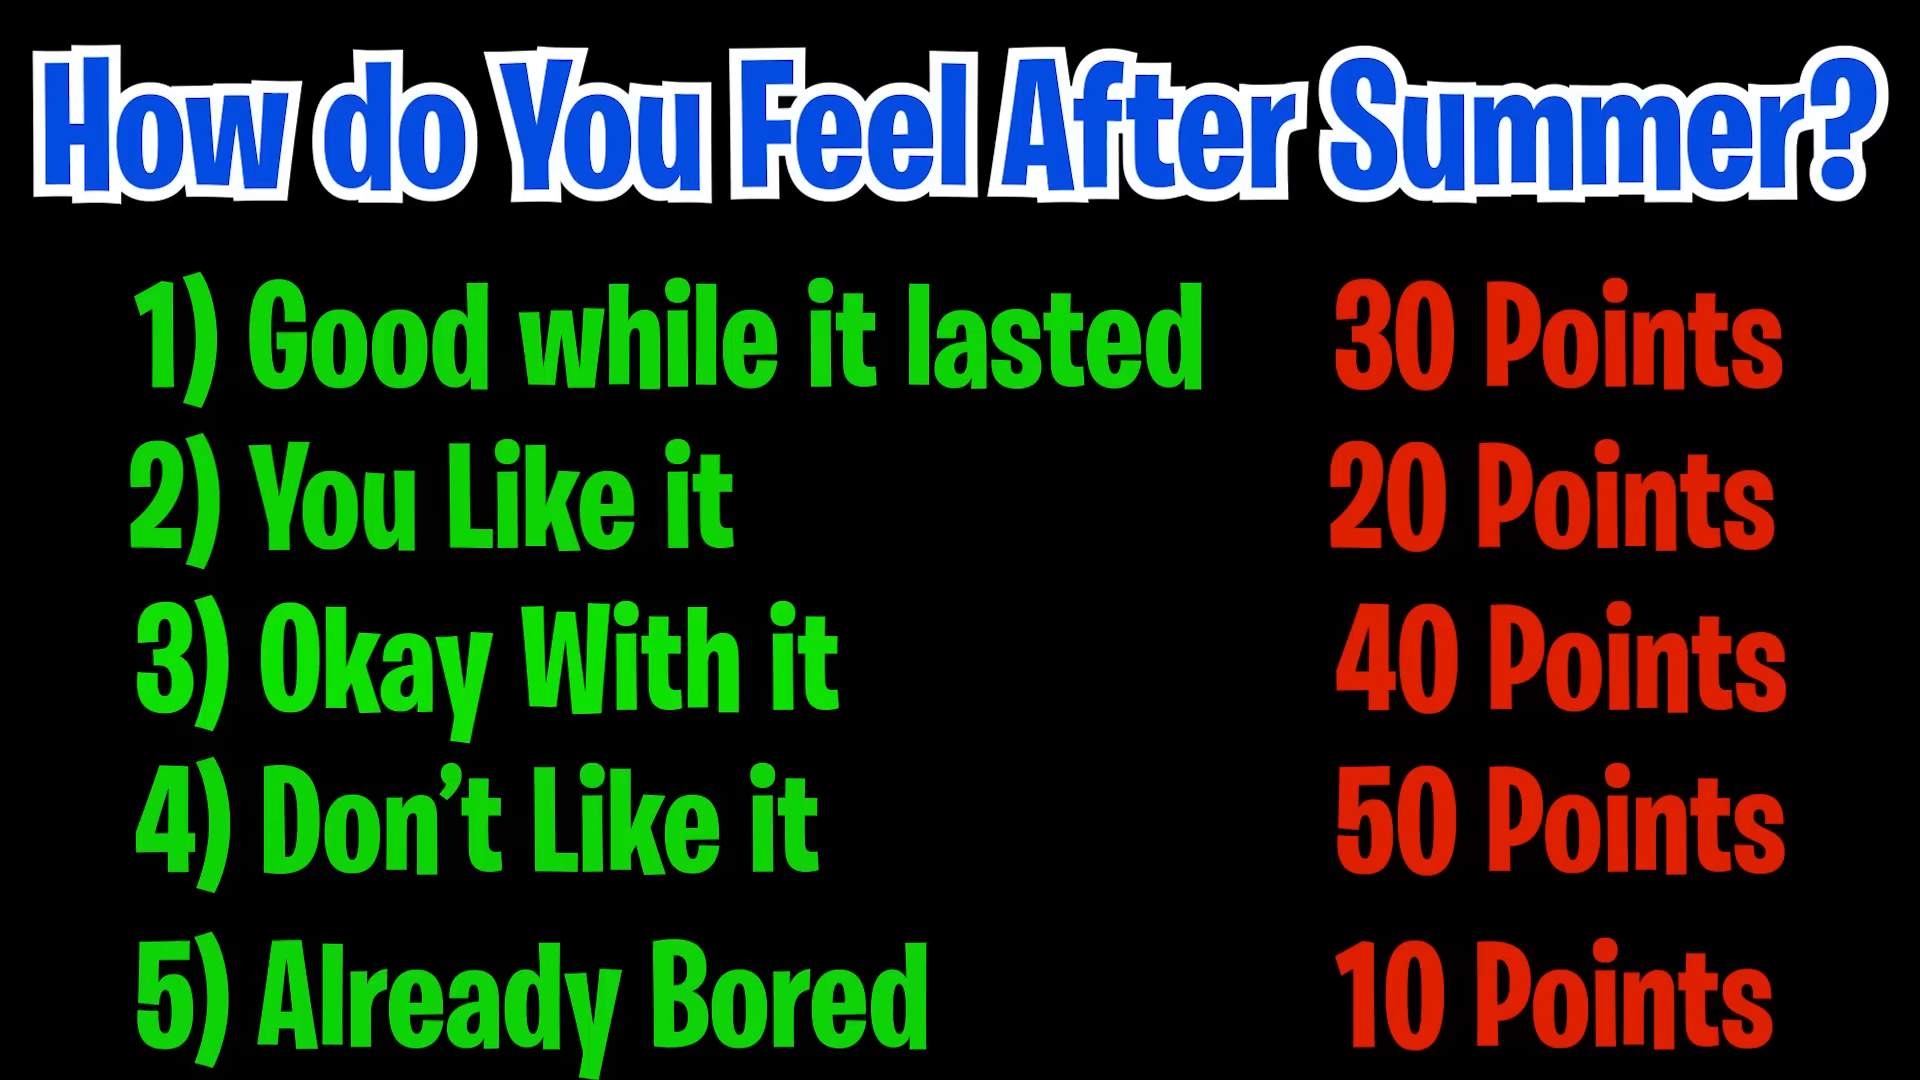 How do You Feel After Summer?
1) Good while it lasted 30 Points
2) You Like it 20 Points
3) Okay With it 40 Points
4) Don't Like it 50 Points
5) Already Bored 10 Points